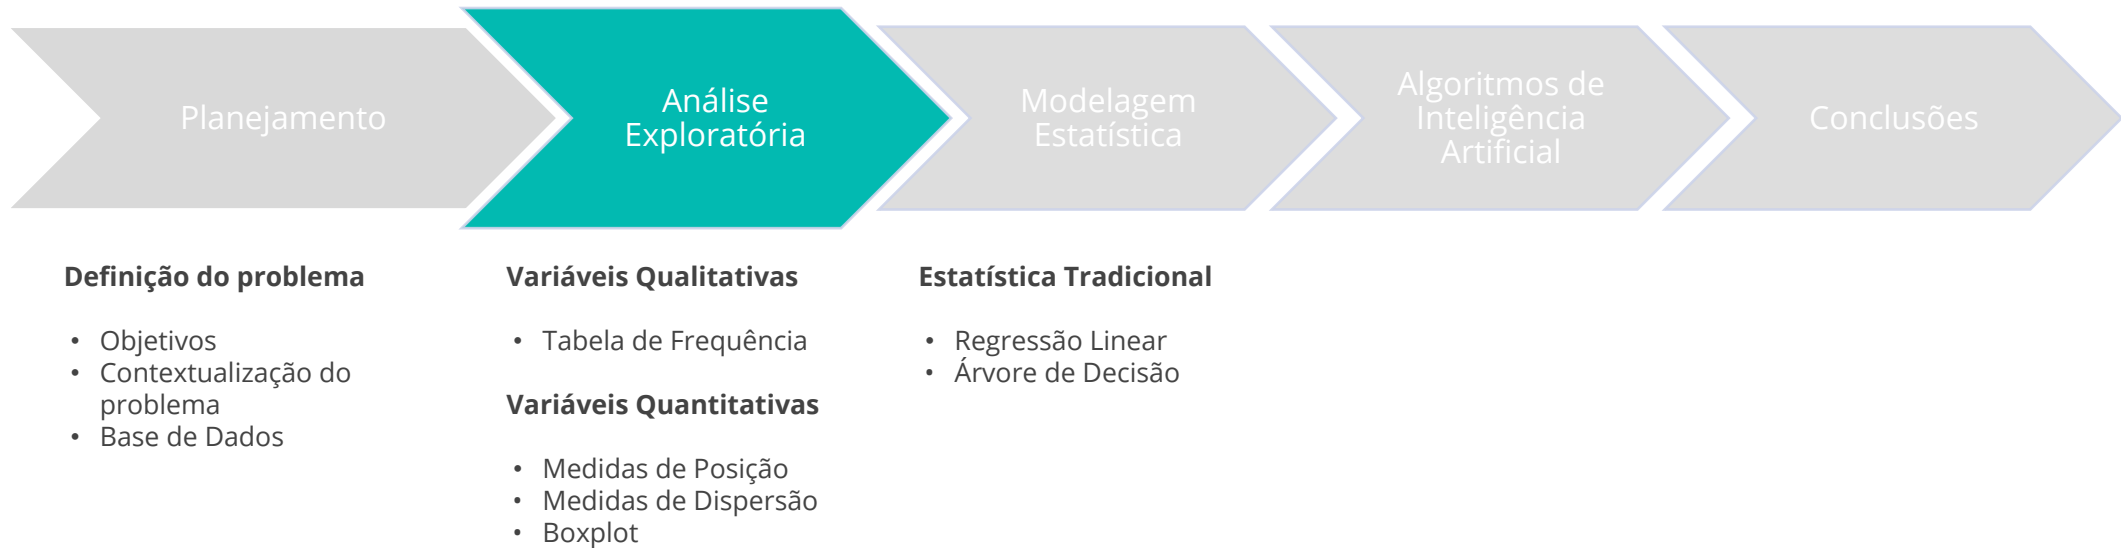 Planejamento
Análise
Exploratória
Modelagem
Estatística
Algoritmos de
Inteligência
Artificial
Conclusões
Definição do problema
• Objetivos
• Contextualização do
problema
• Base de Dados
Variáveis Qualitativas
• Tabela de Frequência
Variáveis Quantitativas
• Medidas de Posição
• Medidas de Dispersão
• Boxplot
Estatística Tradicional
• Regressão Linear
• Árvore de Decisão